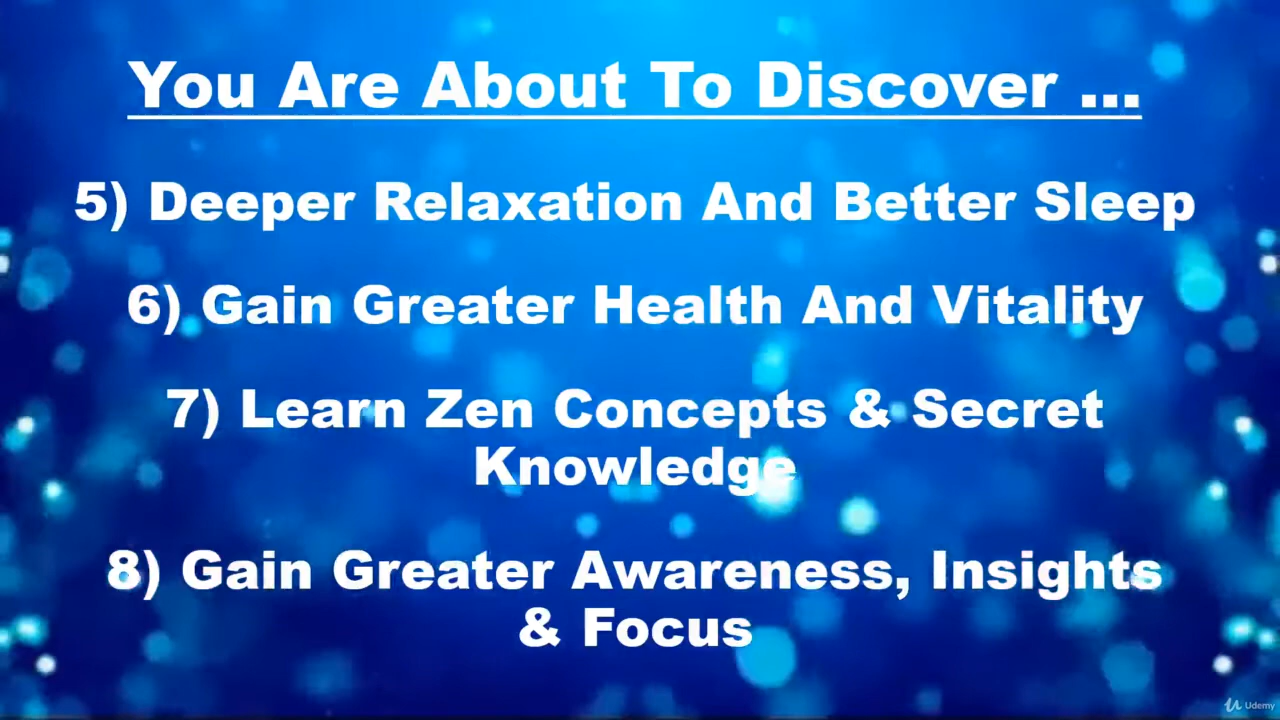 You Are About To Discover ...
5) Deeper Relaxation And Better Sleep
6) Gain Greater Health And Vitality
7) Learn Zen Concepts & Secret
Knowledge
8) Gain Greater Awareness, Insights
& Focus
Udemy